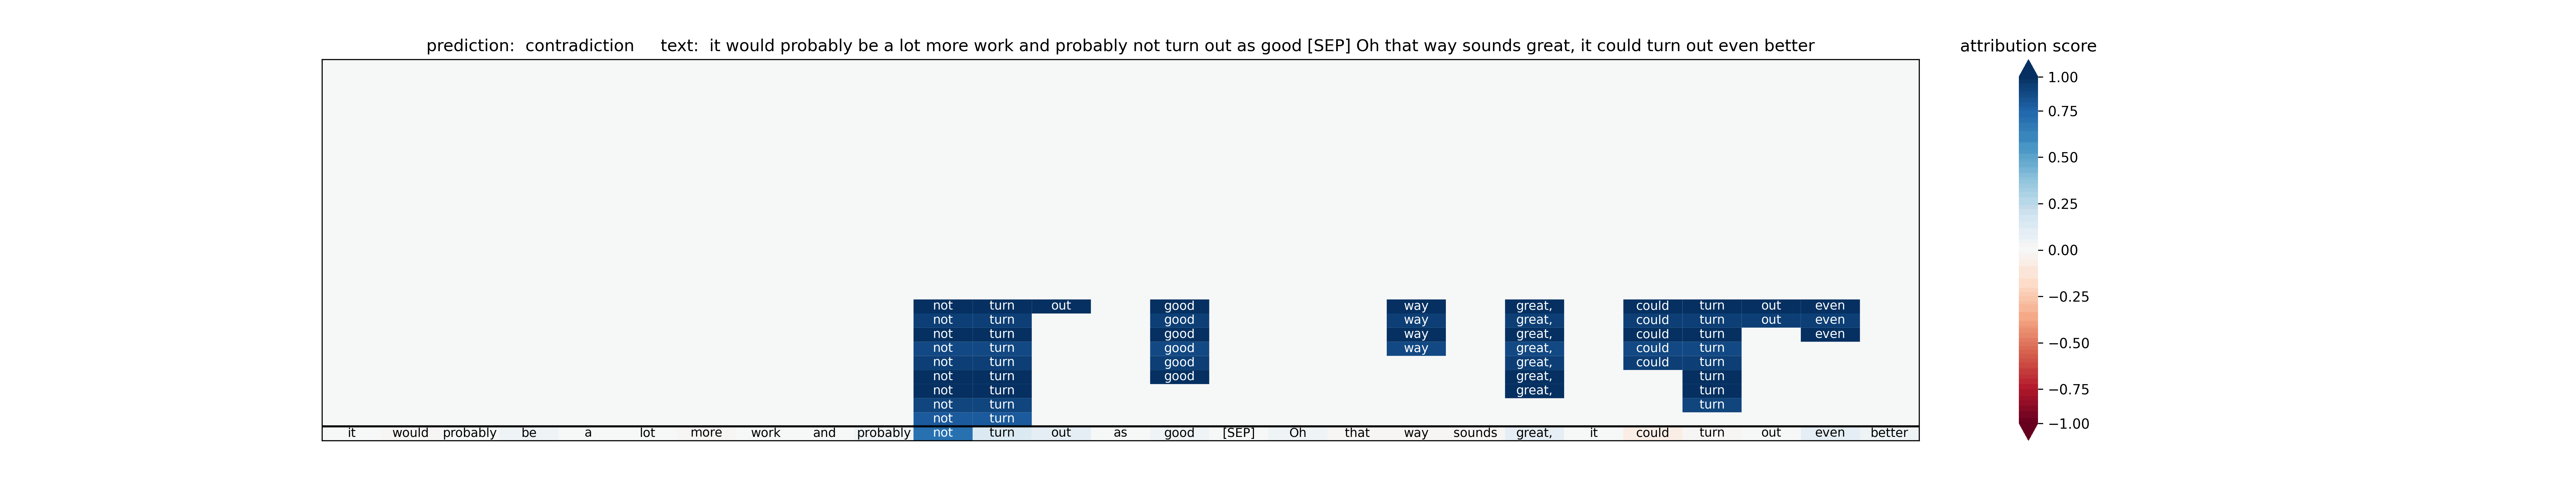 prediction:  contradiction     text:  it would probably be a lot more work and probably not turn out as good [SEP] Oh that way sounds great, it could turn out even better
attribution score
1.00
0.75
0.50
0.25
0.00
−0.25
−0.50
−0.75
−1.00
not turn out good way great, could turn out even
not turn good way great, could turn out even
not turn good way great, could turn even
not turn good way great, could turn
not turn good great, could turn
not turn good great, turn
not turn great, turn
not turn turn
not turn
it would probably be a lot more work and probably not turn out as good [SEP] Oh that way sounds great, it could turn out even better